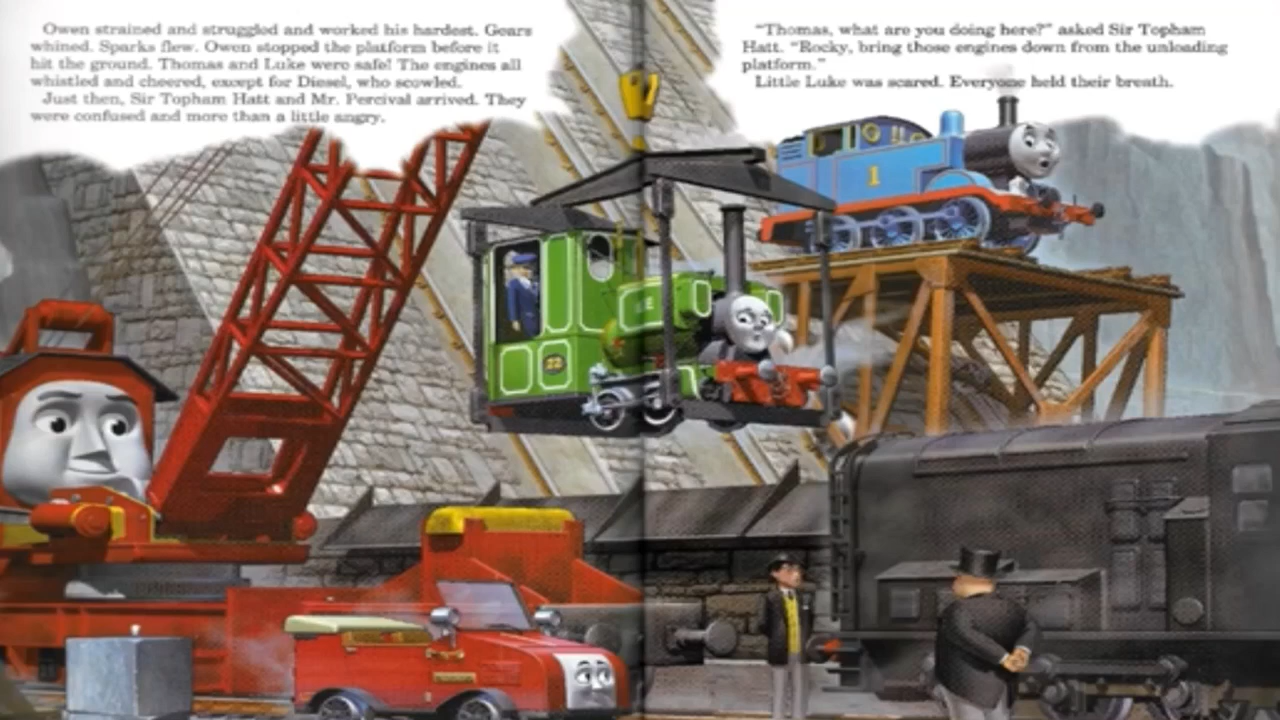 Owen strained and struggled and worked his hardest. Gears
whined. Sparks flew. Owen stopped the platform before it
hit the ground. Thomas and Luke were safe! The engines all
whistled and cheered, except for Diesel, who scowled.
Just then, Sir Topham Hatt and Mr. Percival arrived. They
were confused and more than a little angry.
“Thomas, what are you doing here?” asked Sir Topham
Hatt. “Rocky, bring those engines down from the unloading
platform.”
Little Luke was scared. Everyone held their breath.
1
22